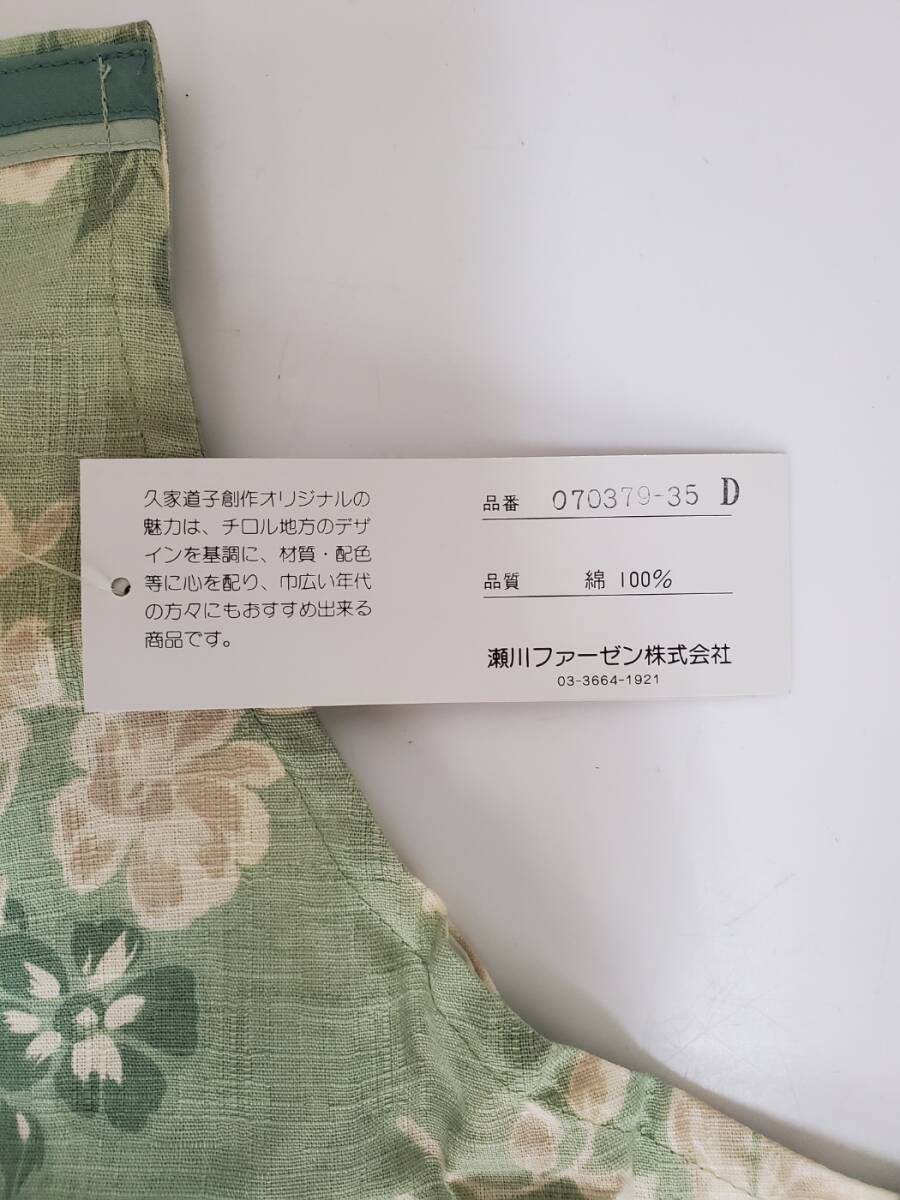 久家道子創作オリジナルの
魅力は、チロル地方のデザ
インを基調に、材質・配色
等に心を配り、巾広い年代
の方々にもおすすめ出来る
商品です。
品番 070379-35 D
品質 綿 100%
瀬川ファーゼン株式会社
03-3664-1921